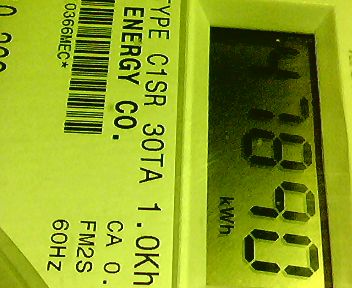 47890
kWh
TYPE C1SR 30TA 1.0Kh
ENERGY CO.
CA 0.
FM2S
60Hz
0366MEC*